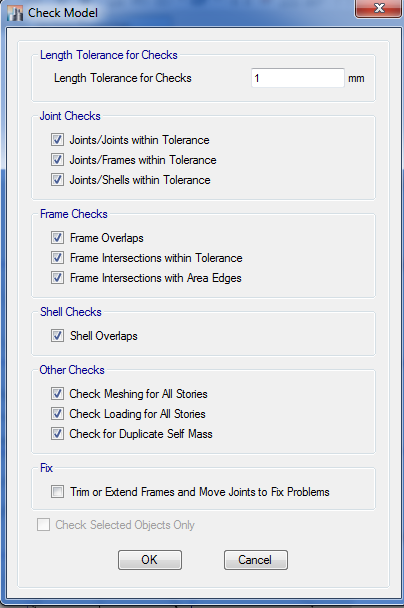 Check Model
Length Tolerance for Checks
Length Tolerance for Checks 1 mm
Joint Checks
Joints/Joints within Tolerance
Joints/Frames within Tolerance
Joints/Shells within Tolerance
Frame Checks
Frame Overlaps
Frame Intersections within Tolerance
Frame Intersections with Area Edges
Shell Checks
Shell Overlaps
Other Checks
Check Meshing for All Stories
Check Loading for All Stories
Check for Duplicate Self Mass
Fix
Trim or Extend Frames and Move Joints to Fix Problems
Check Selected Objects Only
OK Cancel